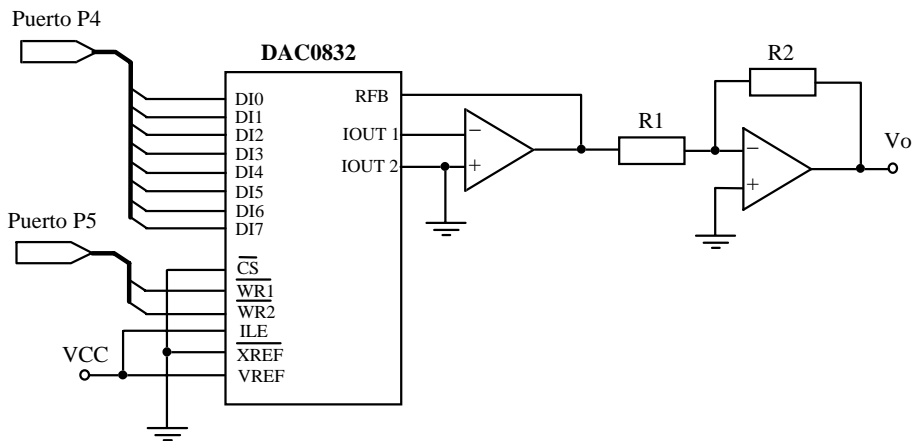 Puerto P4
DAC0832
R2
RFB
DI0
R1
DI1
IOUT 1
−
DI2
Vo
DI3
IOUT 2
+
−
DI4
DI5
+
DI6
Puerto P5
DI7
CS
WR1
WR2
ILE
VCC
XREF
VREF